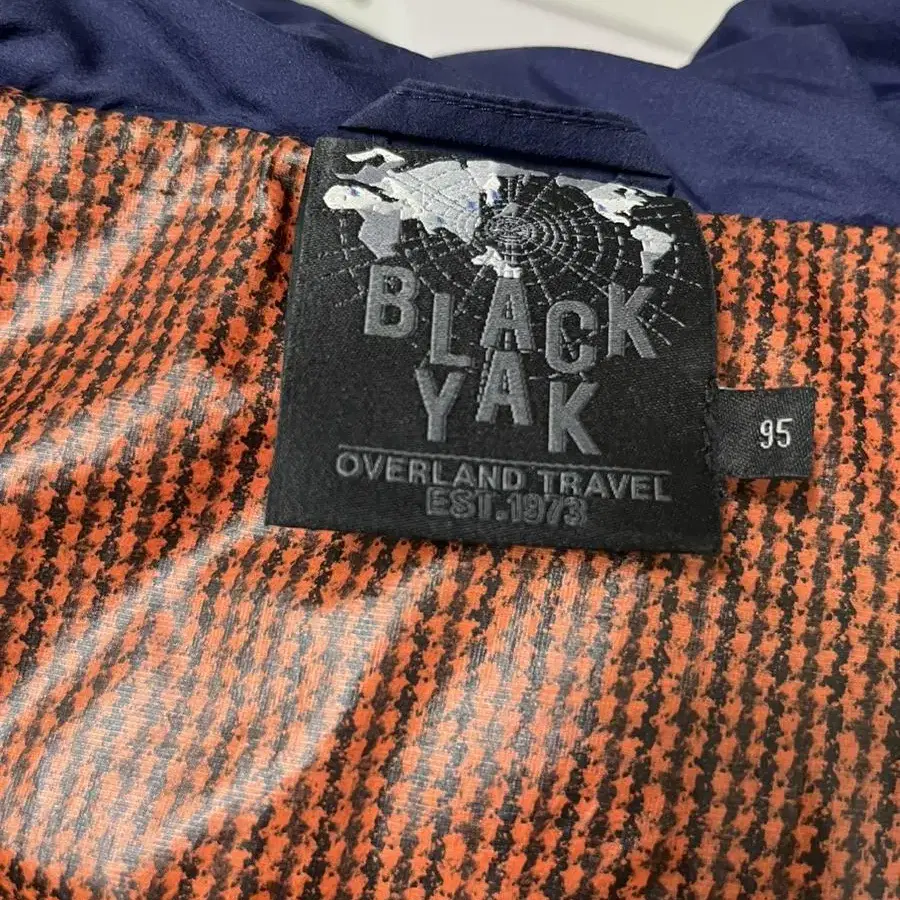 BLACK
YAK
OVERLAND TRAVEL
EST.1973
95